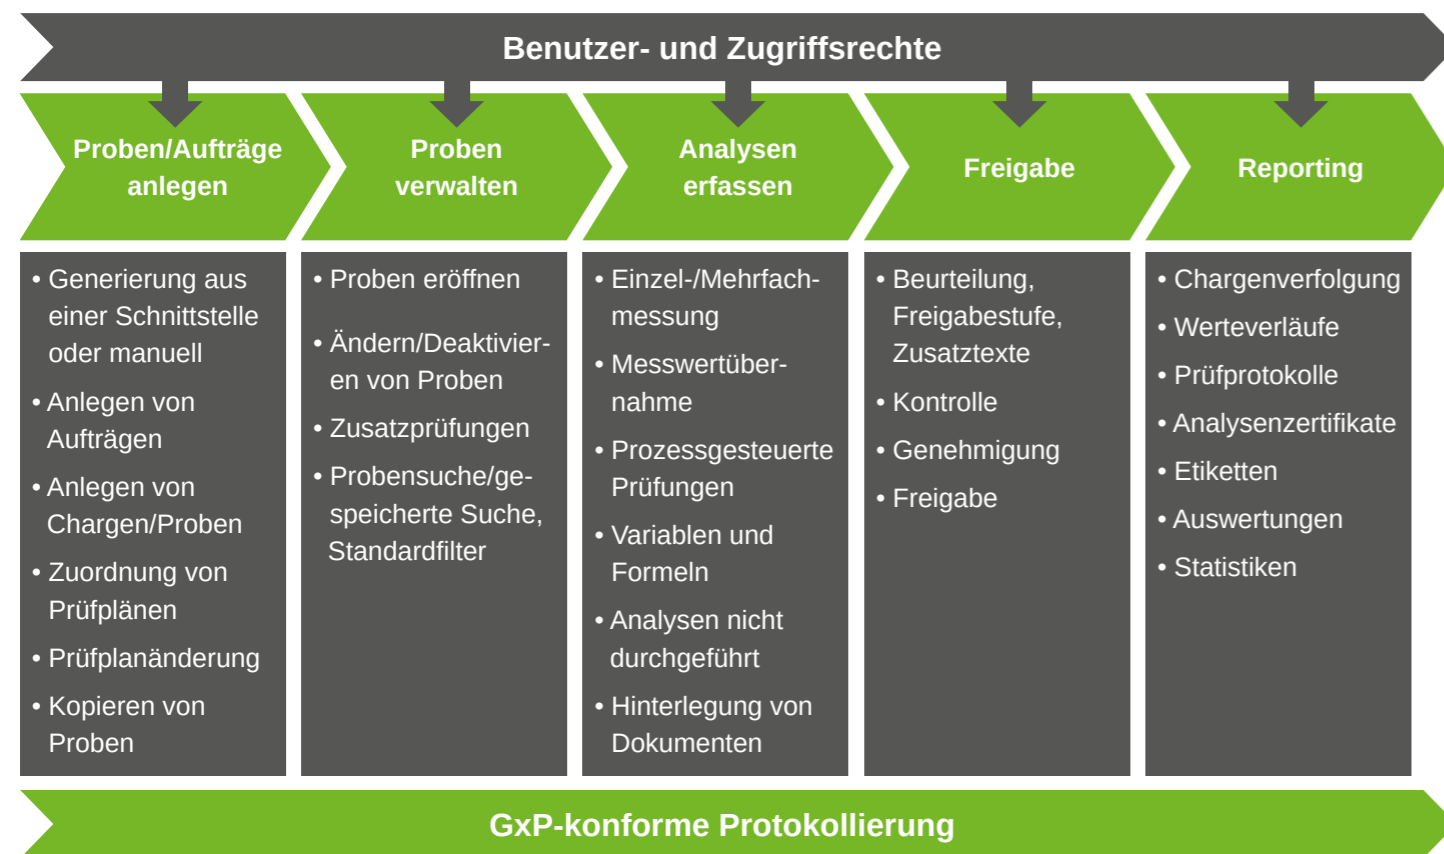 Benutzer- und Zugriffsrechte
Proben/Aufträge
anlegen
Proben
verwalten
Analysen
erfassen
Freigabe
Reporting
• Generierung aus
einer Schnittstelle
oder manuell
• Anlegen von
Aufträgen
• Anlegen von
Chargen/Proben
• Zuordnung von
Prüfplänen
• Prüfplanänderung
• Kopieren von
Proben
• Proben eröffnen
• Ändern/Deaktivier-
en von Proben
• Zusatzprüfungen
• Probensuche/ge-
speicherte Suche,
Standardfilter
• Einzel-/Mehrfach-
messung
• Messwertüber-
nahme
• Prozessgesteuerte
Prüfungen
• Variablen und
Formeln
• Analysen nicht
durchgeführt
• Hinterlegung von
Dokumenten
• Beurteilung,
Freigabestufe,
Zusatztexte
• Kontrolle
• Genehmigung
• Freigabe
• Chargenverfolgung
• Werteverläufe
• Prüfprotokolle
• Analysenzertifikate
• Etiketten
• Auswertungen
• Statistiken
GxP-konforme Protokollierung